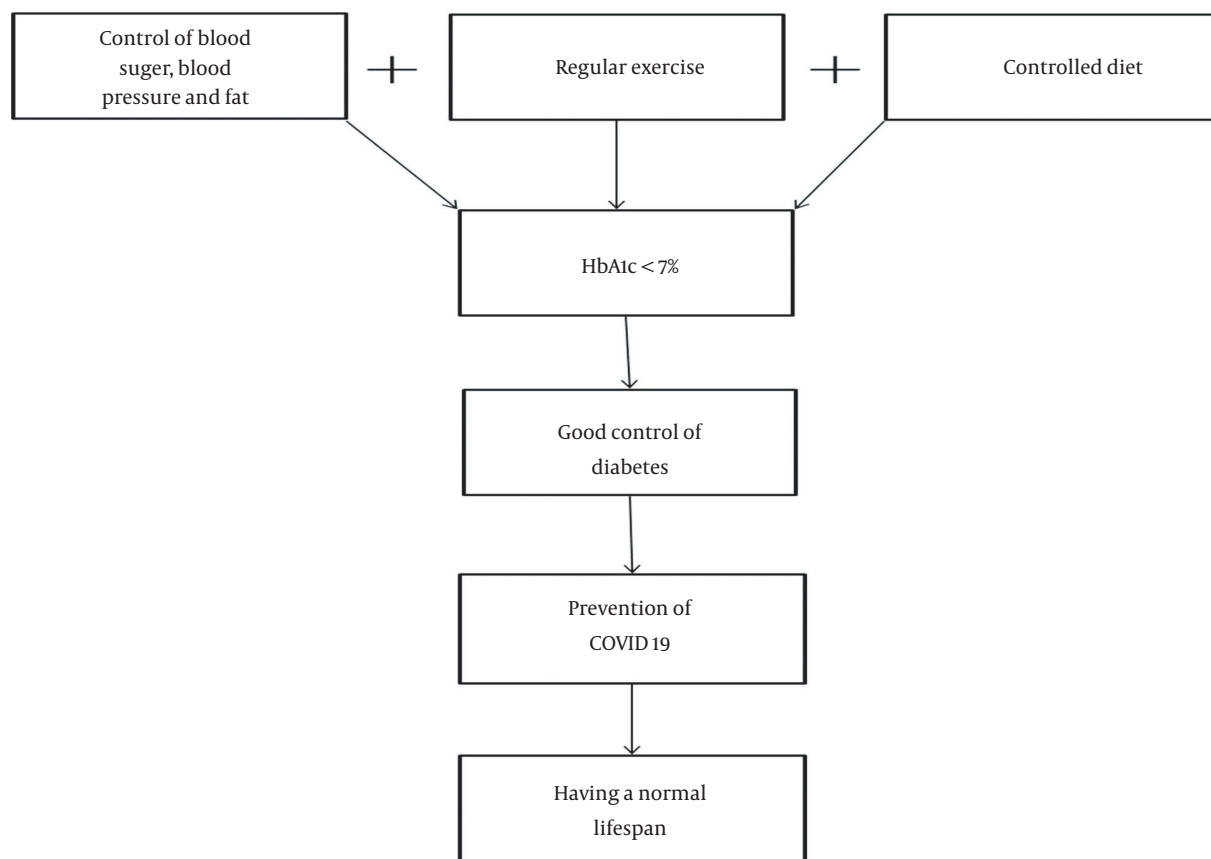 Control of blood
suger, blood
pressure and fat
Regular exercise
Controlled diet
HbA1c < 7%
Good control of
diabetes
Prevention of
COVID 19
Having a normal
lifespan